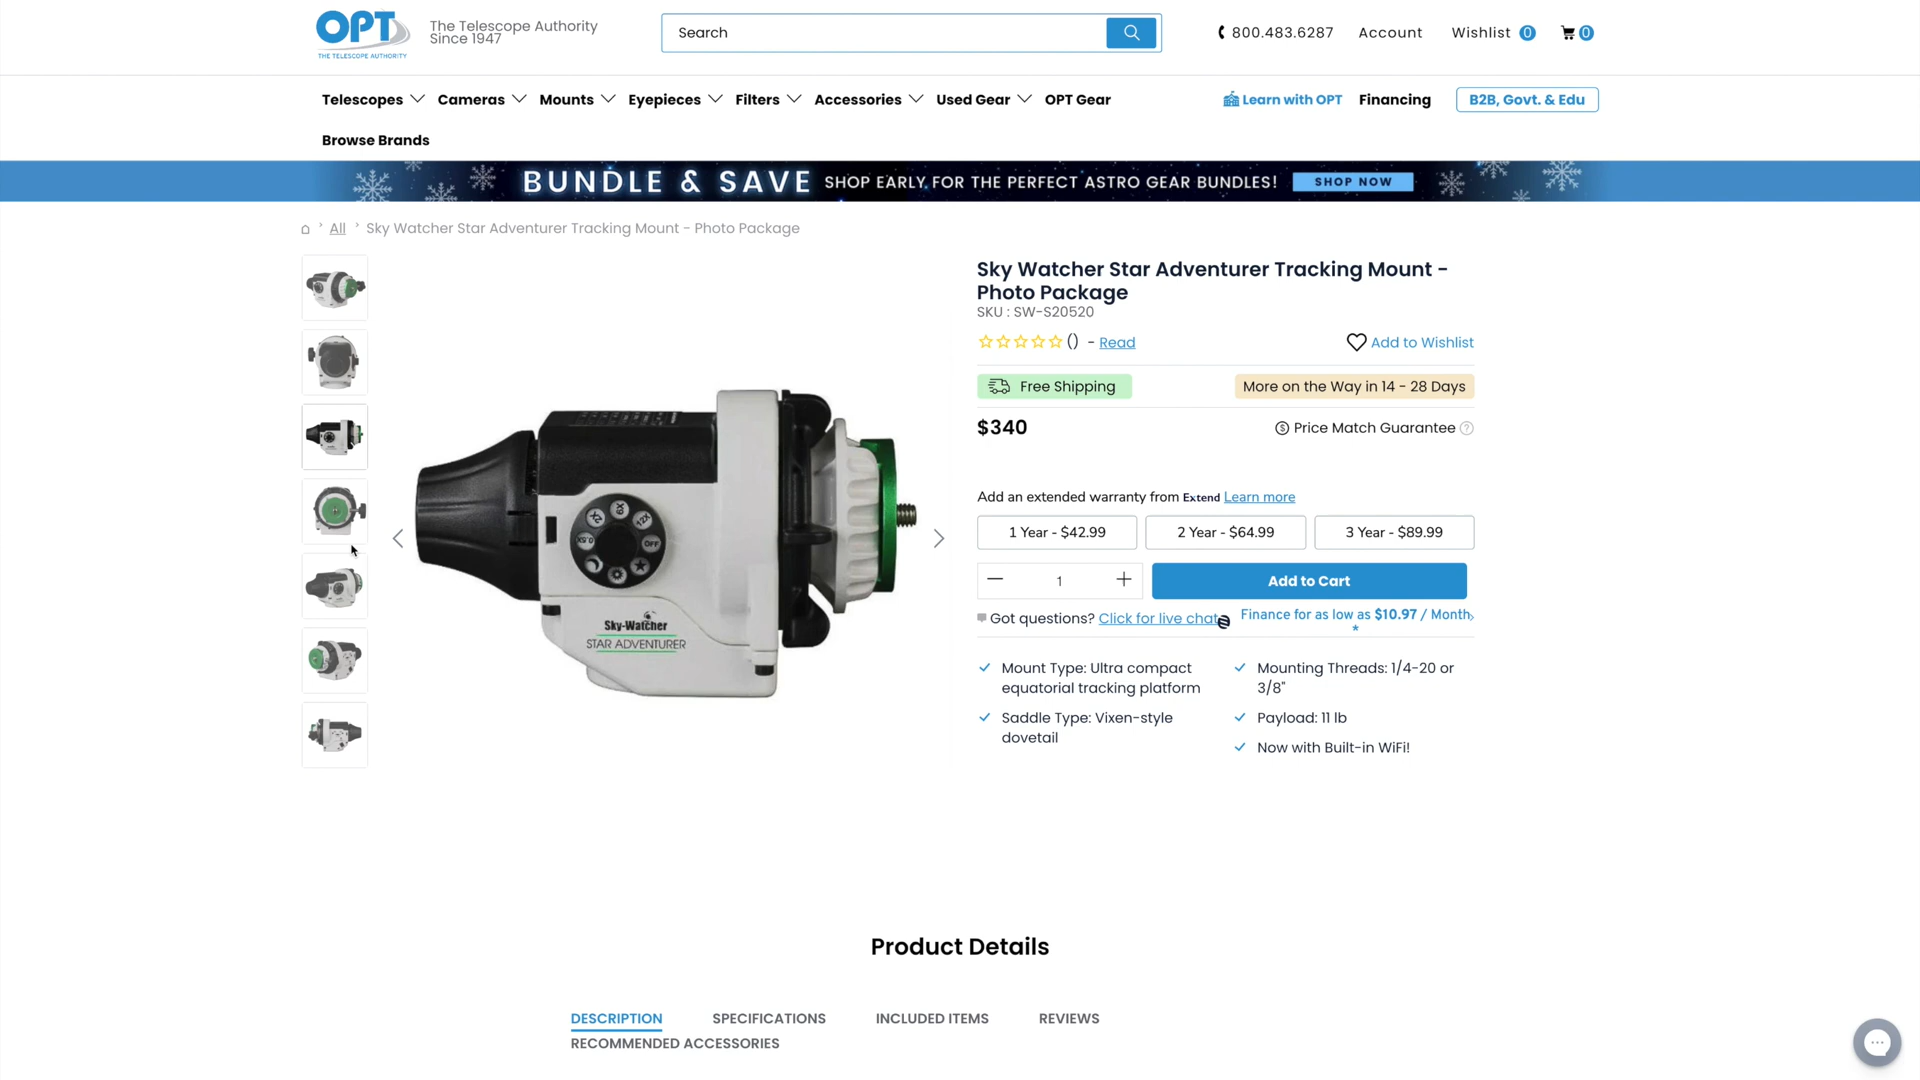 OPT
THE TELESCOPE AUTHORITY
The Telescope Authority
Since 1947
Search
800.483.6287
Account
Wishlist 0
0
Telescopes
Cameras
Mounts
Eyepieces
Filters
Accessories
Used Gear
OPT Gear
Learn with OPT
Financing
B2B, Govt. & Edu
Browse Brands
BUNDLE & SAVE SHOP EARLY FOR THE PERFECT ASTRO GEAR BUNDLES! SHOP NOW
All
Sky Watcher Star Adventurer Tracking Mount - Photo Package
Sky Watcher Star Adventurer Tracking Mount -
Photo Package
SKU : SW-S20520
() - Read
Add to Wishlist
Free Shipping
More on the Way in 14 - 28 Days
$340
Price Match Guarantee ?
Add an extended warranty from Extend Learn more
1 Year - $42.99
2 Year - $64.99
3 Year - $89.99
1
Add to Cart
Got questions? Click for live chat
Finance for as low as $10.97 / Month
*
Mount Type: Ultra compact
equatorial tracking platform
Saddle Type: Vixen-style
dovetail
Mounting Threads: 1/4-20 or
3/8"
Payload: 11 lb
Now with Built-in WiFi!
X2
X6
12X
0.5X
OFF
Sky-Watcher
STAR ADVENTURER
Product Details
DESCRIPTION
SPECIFICATIONS
INCLUDED ITEMS
REVIEWS
RECOMMENDED ACCESSORIES